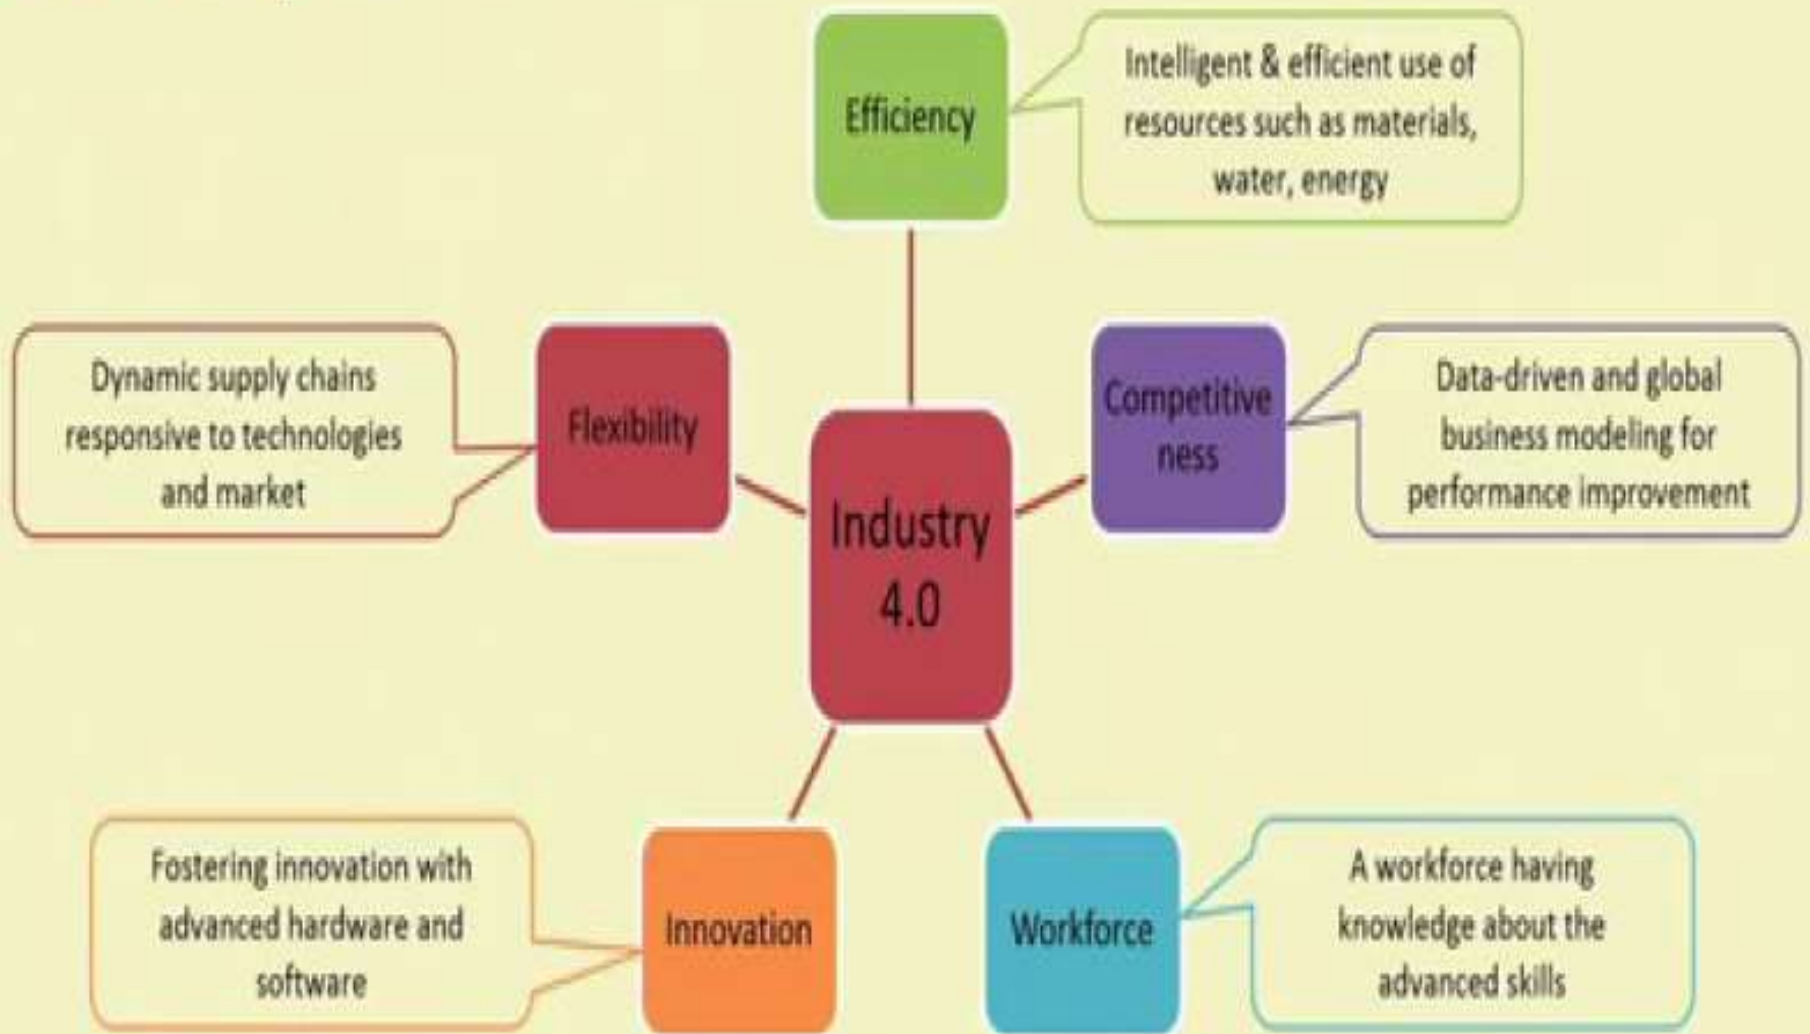 Efficiency
Intelligent & efficient use of
resources such as materials,
water, energy
Dynamic supply chains
responsive to technologies
and market
Flexibility
Competitive
ness
Data-driven and global
business modeling for
performance improvement
Industry
4.0
Fostering innovation with
advanced hardware and
software
Innovation
Workforce
A workforce having
knowledge about the
advanced skills